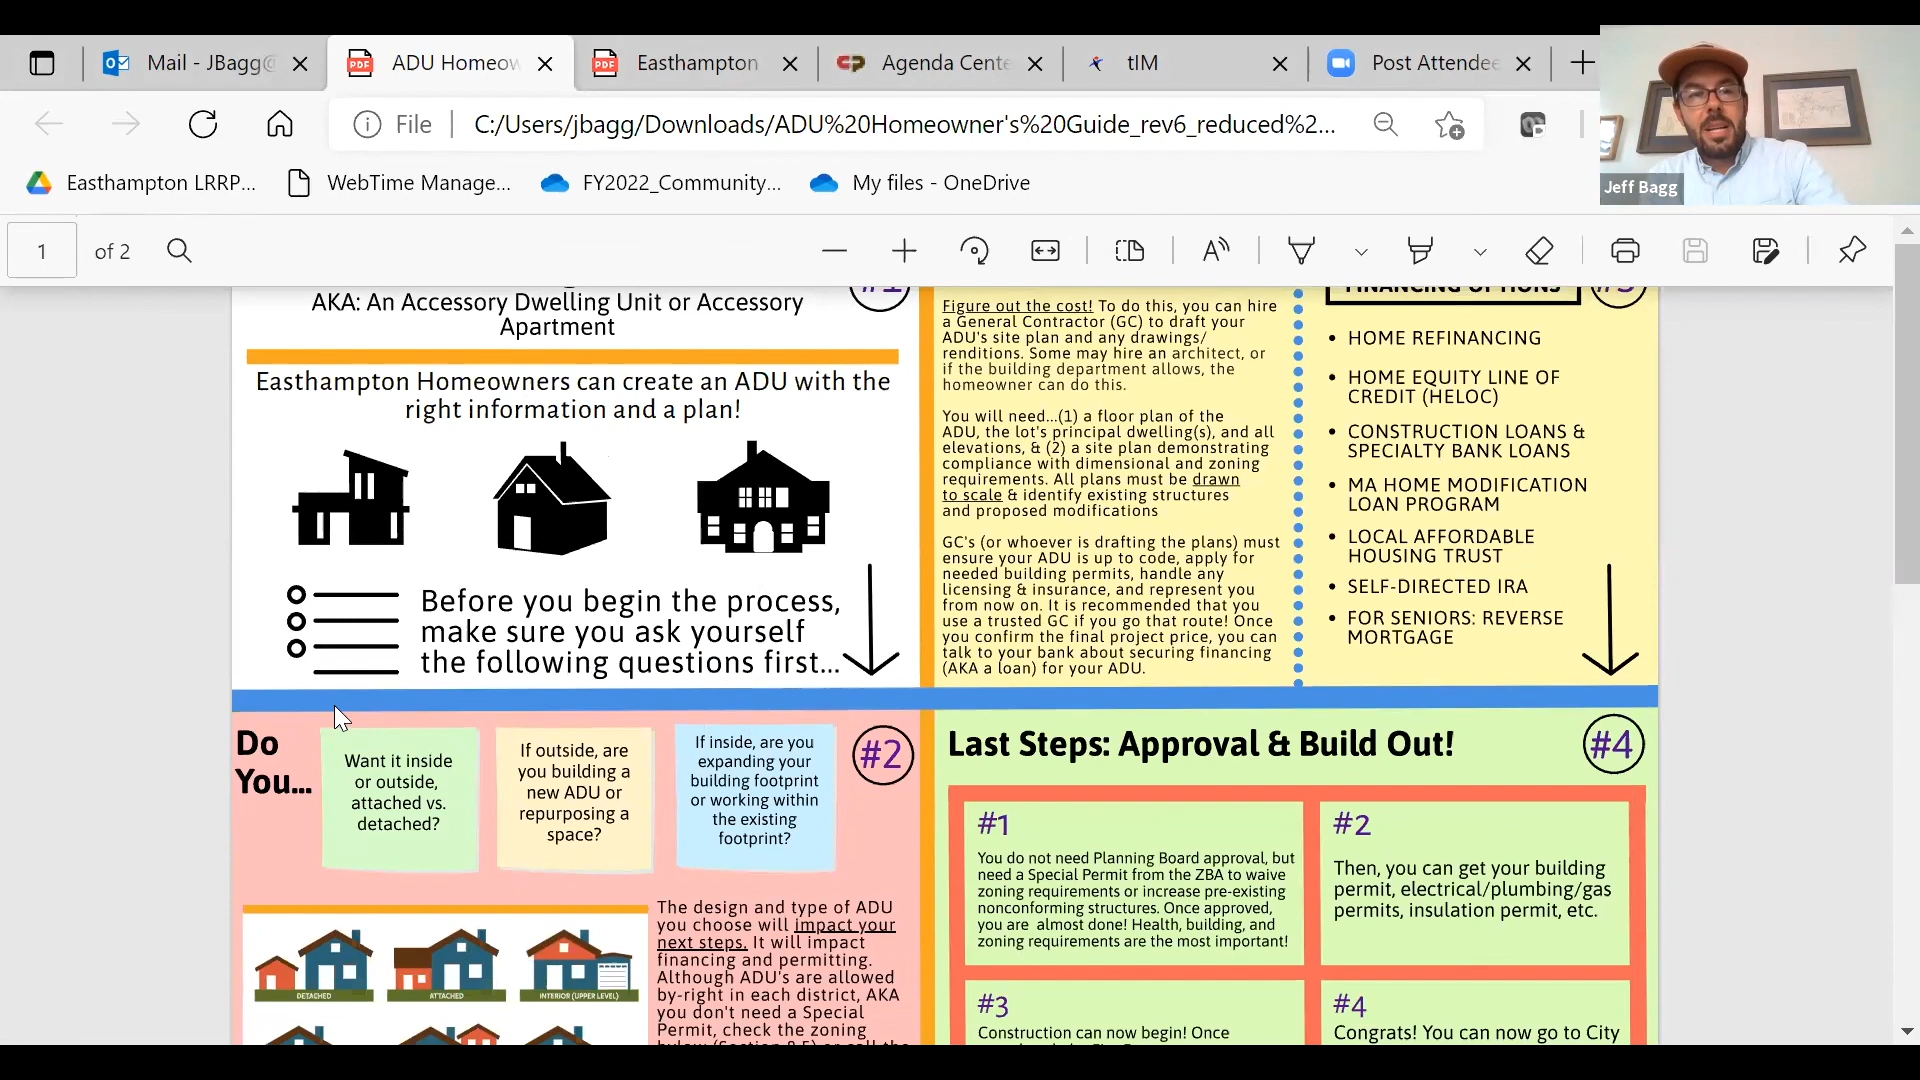 Mail - JBagg@
ADU Homeow
Easthampton
Agenda Cente
tIM
Post Attendee
File
C:/Users/jbagg/Downloads/ADU%20Homeowner's%20Guide_rev6_reduced%2...
Easthampton LRRP...
WebTime Manage...
FY2022_Community...
My files - OneDrive
Jeff Bagg
1 of 2
AKA: An Accessory Dwelling Unit or Accessory
Apartment
#1
Easthampton Homeowners can create an ADU with the
right information and a plan!
Before you begin the process,
make sure you ask yourself
the following questions first...
Figure out the cost! To do this, you can hire
a General Contractor (GC) to draft your
ADU's site plan and any drawings/
renditions. Some may hire an architect, or
if the building department allows, the
homeowner can do this.
You will need...(1) a floor plan of the
ADU, the lot's principal dwelling(s), and all
elevations, & (2) a site plan demonstrating
compliance with dimensional and zoning
requirements. All plans must be drawn
to scale & identify existing structures
and proposed modifications
GC's (or whoever is drafting the plans) must
ensure your ADU is up to code, apply for
needed building permits, handle any
licensing & insurance, and represent you
from now on. It is recommended that you
use a trusted GC if you go that route! Once
you confirm the final project price, you can
talk to your bank about securing financing
(AKA a loan) for your ADU.
FINANCING OPTIONS
#3
• HOME REFINANCING
• HOME EQUITY LINE OF
CREDIT (HELOC)
• CONSTRUCTION LOANS &
SPECIALTY BANK LOANS
• MA HOME MODIFICATION
LOAN PROGRAM
• LOCAL AFFORDABLE
HOUSING TRUST
• SELF-DIRECTED IRA
• FOR SENIORS: REVERSE
MORTGAGE
Do
You...
Want it inside
or outside,
attached vs.
detached?
If outside, are
you building a
new ADU or
repurposing a
space?
If inside, are you
expanding your
building footprint
or working within
the existing
footprint?
#2
DETACHED
ATTACHED
INTERIOR (UPPER LEVEL)
The design and type of ADU
you choose will impact your
next steps. It will impact
financing and permitting.
Although ADU's are allowed
by-right in each district, AKA
you don't need a Special
Permit, check the zoning
Last Steps: Approval & Build Out!
#4
#1
You do not need Planning Board approval, but
need a Special Permit from the ZBA to waive
zoning requirements or increase pre-existing
nonconforming structures. Once approved,
you are almost done! Health, building, and
zoning requirements are the most important!
#2
Then, you can get your building
permit, electrical/plumbing/gas
permits, insulation permit, etc.
#3
Construction can now begin! Once
#4
Congrats! You can now go to City